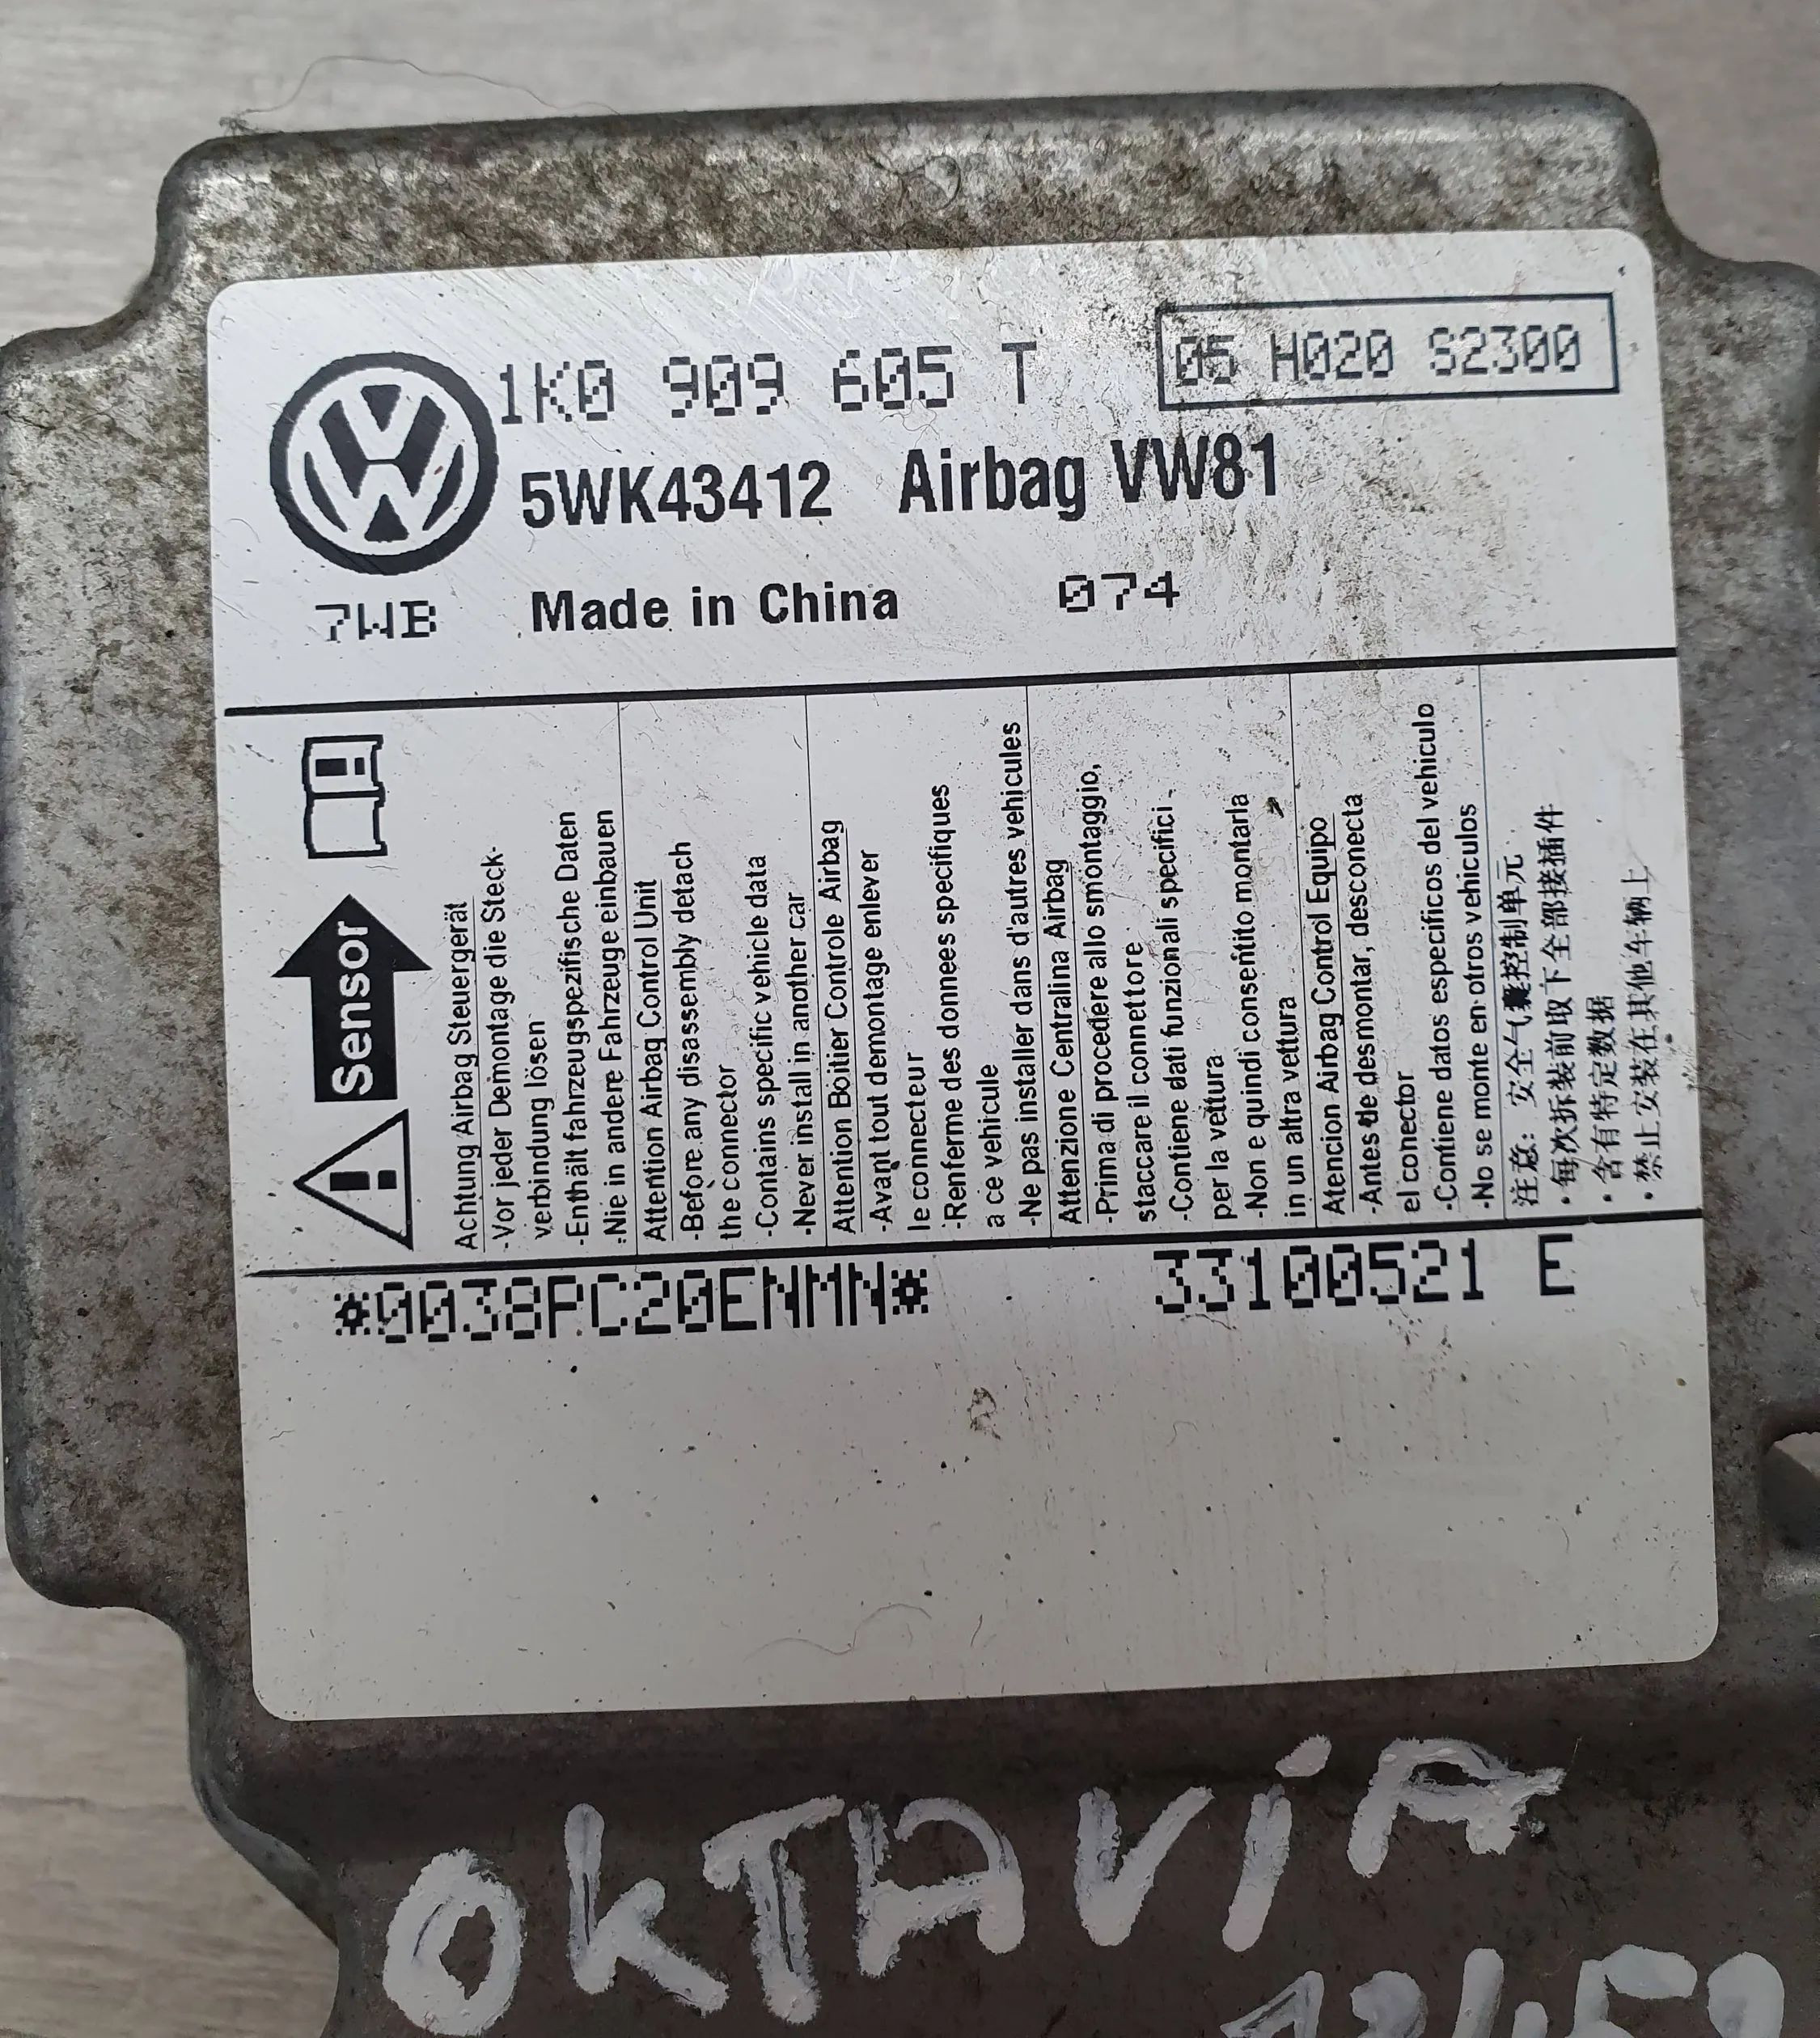 1K0 909 605 T
05 H020 S2300
5WK43412 Airbag VW81
7WB Made in China 074
Sensor
Achtung Airbag Steuergerät
-Vor jeder Demontage die Steck-
verbindung lösen
-Enthält fahrzeugspezifische Daten
-Nie in andere Fahrzeuge einbauen
Attention Airbag Control Unit
-Before any disassembly detach
the connector
-Contains specific vehicle data
-Never install in another car
Attention Boitier Controle Airbag
-Avant tout demontage enlever
le connecteur
-Renferme des donnees specifiques
a ce vehicule
-Ne pas installer dans d'autres vehicules
Attenzione Centralina Airbag
-Prima di procedere allo smontaggio,
staccare il connettore
-Contiene dati funzionali specifici
per la vettura
-Non e quindi consentito montarla
in un altra vettura
Atencion Airbag Control Equipo
-Antes de desmontar, desconecta
el conector
-Contiene datos especificos del vehiculo
-No se monte en otros vehiculos
注意: 安全气囊控制单元
•每次拆装前取下全部接插件
•含有特定数据
•禁止安装在其他车辆上
*0038PC20ENMN* 33100521 E
OKTAViA